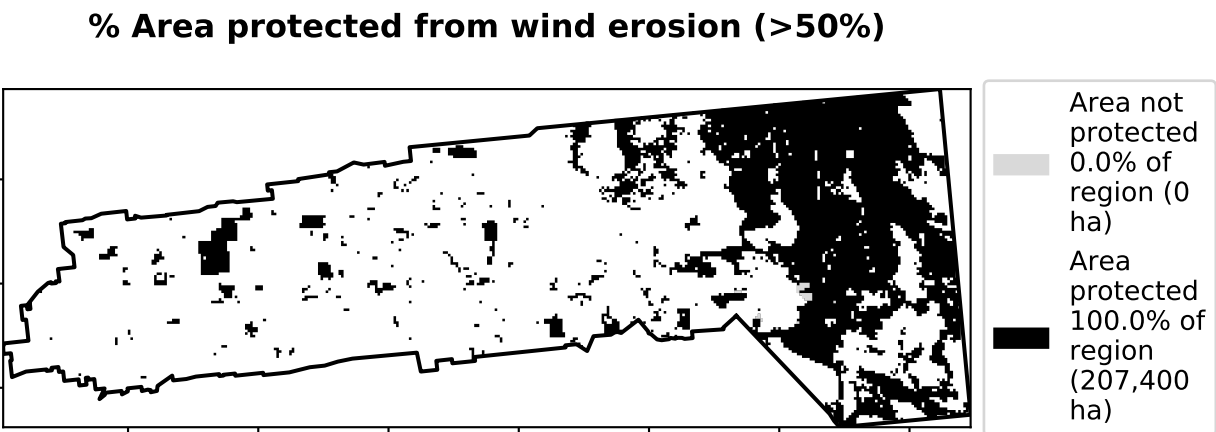 % Area protected from wind erosion (>50%)
Area not
protected
0.0% of
region (0
ha)
Area
protected
100.0% of
region
(207,400
ha)